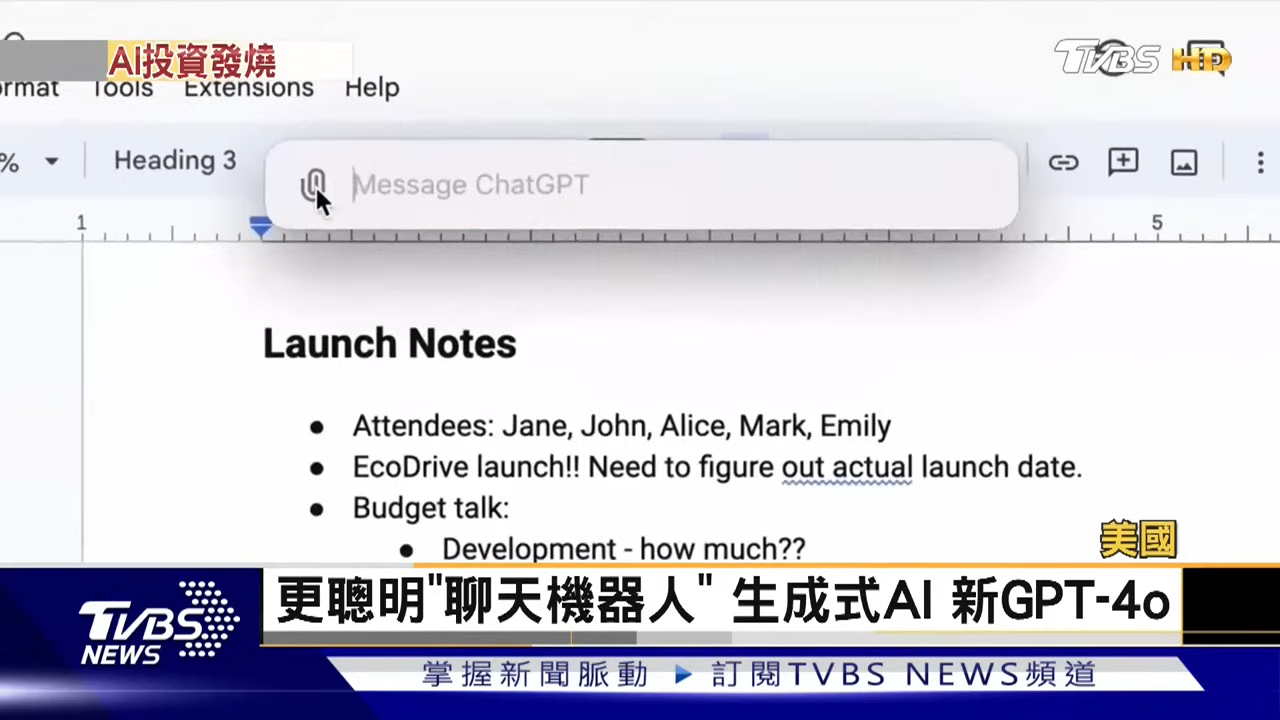 AI投資發燒
TVBS HD
ormat Tools Extensions Help
% Heading 3
Message ChatGPT
1 5
Launch Notes
● Attendees: Jane, John, Alice, Mark, Emily
● EcoDrive launch!! Need to figure out actual launch date.
● Budget talk:
● Development - how much??
美國
更聰明"聊天機器人" 生成式AI 新GPT-4o
TVBS NEWS
掌握新聞脈動 ▶ 訂閱TVBS NEWS頻道